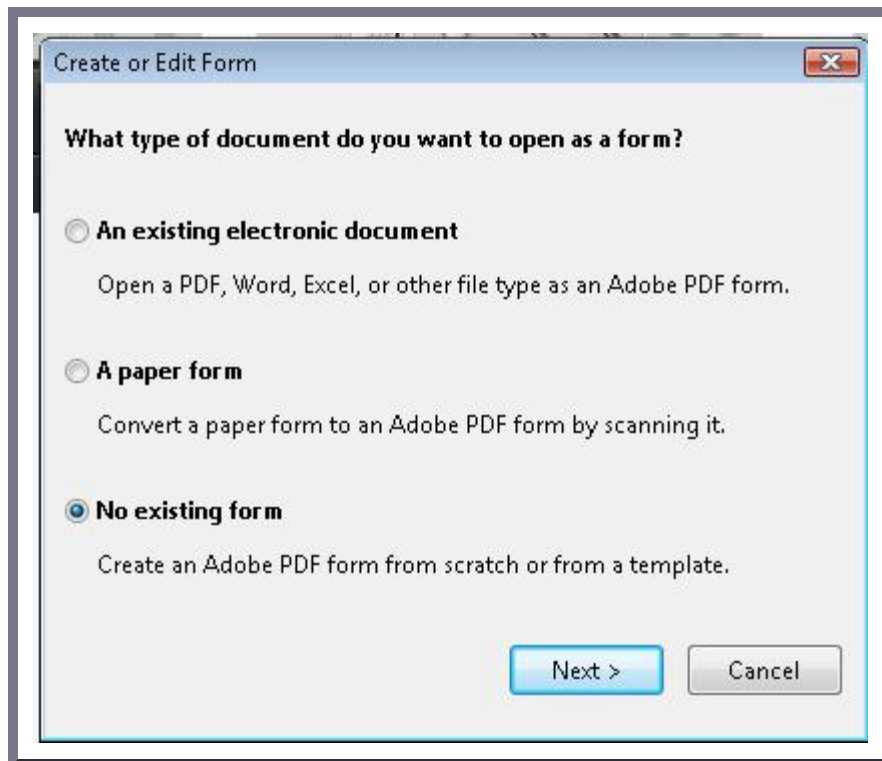 Create or Edit Form
What type of document do you want to open as a form?
An existing electronic document
Open a PDF, Word, Excel, or other file type as an Adobe PDF form.
A paper form
Convert a paper form to an Adobe PDF form by scanning it.
No existing form
Create an Adobe PDF form from scratch or from a template.
Next > Cancel